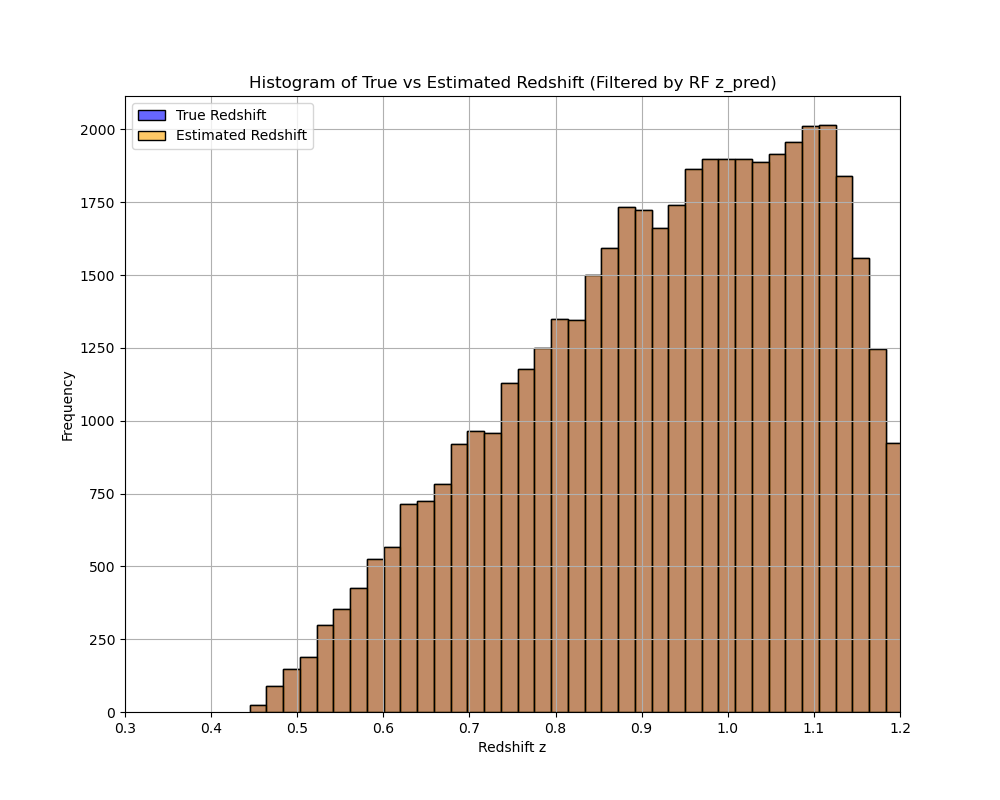 Histogram of True vs Estimated Redshift (Filtered by RF z_pred)
True Redshift
Estimated Redshift
2000
1750
1500
1250
1000
750
500
250
0
Frequency
0.3 0.4 0.5 0.6 0.7 0.8 0.9 1.0 1.1 1.2
Redshift z